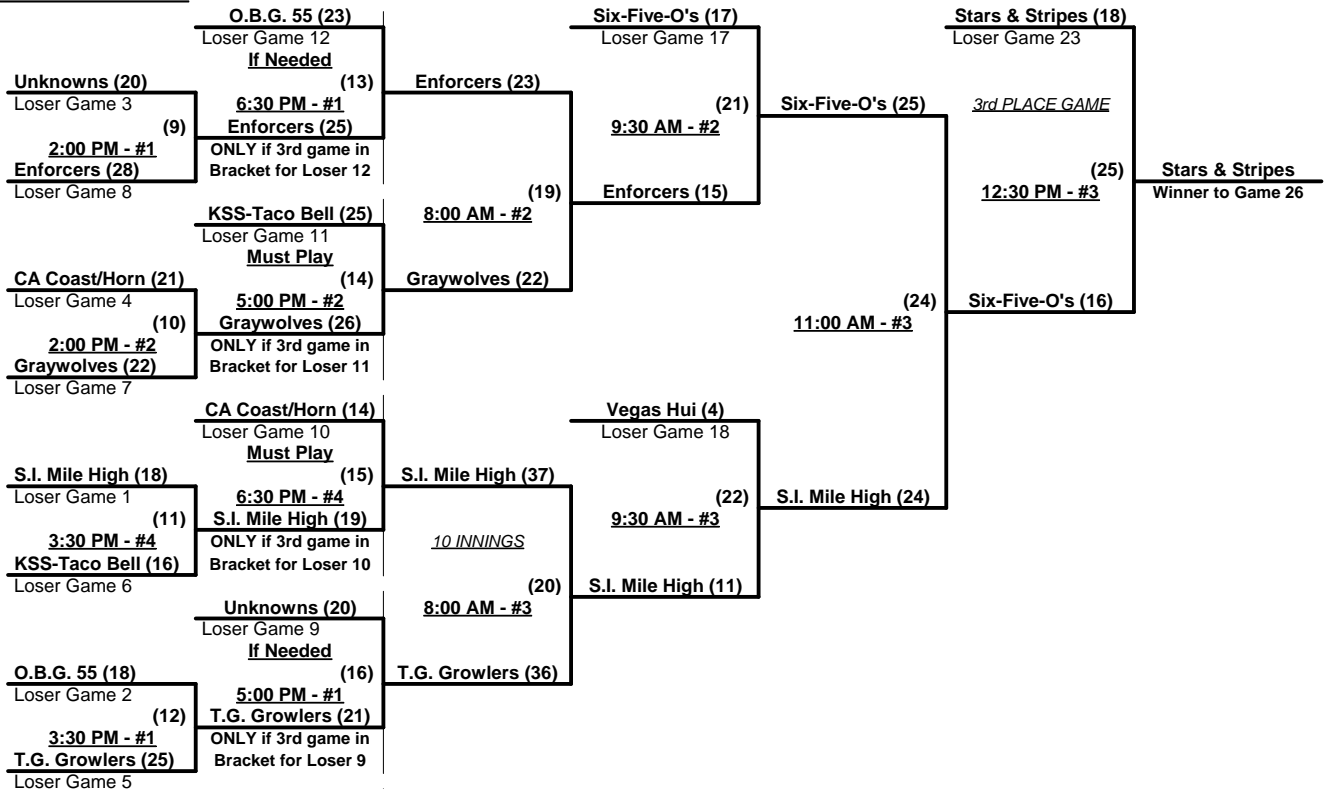 O.B.G. 55 (23)
Loser Game 12
If Needed
Unknowns (20)
Loser Game 3
(13)
6:30 PM - #1
(9)
2:00 PM - #1
Enforcers (25)
ONLY if 3rd game in
Bracket for Loser 12
Enforcers (28)
Loser Game 8
KSS-Taco Bell (25)
Loser Game 11
Must Play
CA Coast/Horn (21)
Loser Game 4
(14)
5:00 PM - #2
(10)
2:00 PM - #2
Graywolves (26)
ONLY if 3rd game in
Bracket for Loser 11
Graywolves (22)
Loser Game 7
CA Coast/Horn (14)
Loser Game 10
Must Play
S.I. Mile High (18)
Loser Game 1
(15)
6:30 PM - #4
(11)
3:30 PM - #4
S.I. Mile High (19)
ONLY if 3rd game in
Bracket for Loser 10
KSS-Taco Bell (16)
Loser Game 6
Unknowns (20)
Loser Game 9
If Needed
O.B.G. 55 (18)
Loser Game 2
(16)
5:00 PM - #1
(12)
3:30 PM - #1
T.G. Growlers (21)
ONLY if 3rd game in
Bracket for Loser 9
T.G. Growlers (25)
Loser Game 5
Enforcers (23)
(19)
8:00 AM - #2
Graywolves (22)
S.I. Mile High (37)
10 INNINGS
(20)
8:00 AM - #3
T.G. Growlers (36)
Six-Five-O's (17)
Loser Game 17
(21)
9:30 AM - #2
Enforcers (15)
Vegas Hui (4)
Loser Game 18
(22)
9:30 AM - #3
S.I. Mile High (11)
Six-Five-O's (25)
(24)
11:00 AM - #3
S.I. Mile High (24)
Stars & Stripes (18)
Loser Game 23
3rd PLACE GAME
(25)
12:30 PM - #3
Six-Five-O's (16)
Stars & Stripes
Winner to Game 26